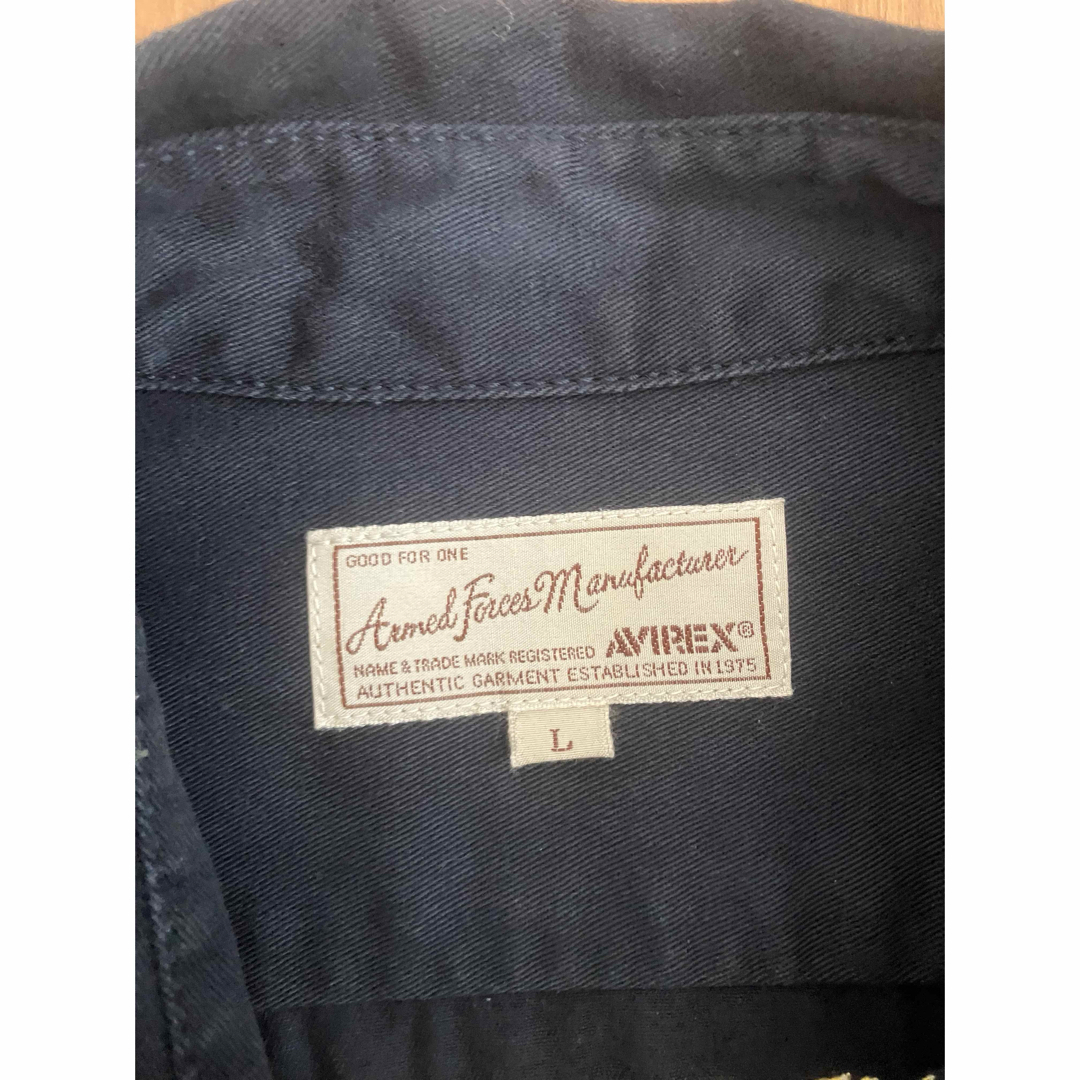 GOOD FOR ONE
Armed Forces Manufacturer
NAME & TRADE MARK REGISTERED AVIREX®
AUTHENTIC GARMENT ESTABLISHED IN 1975
L